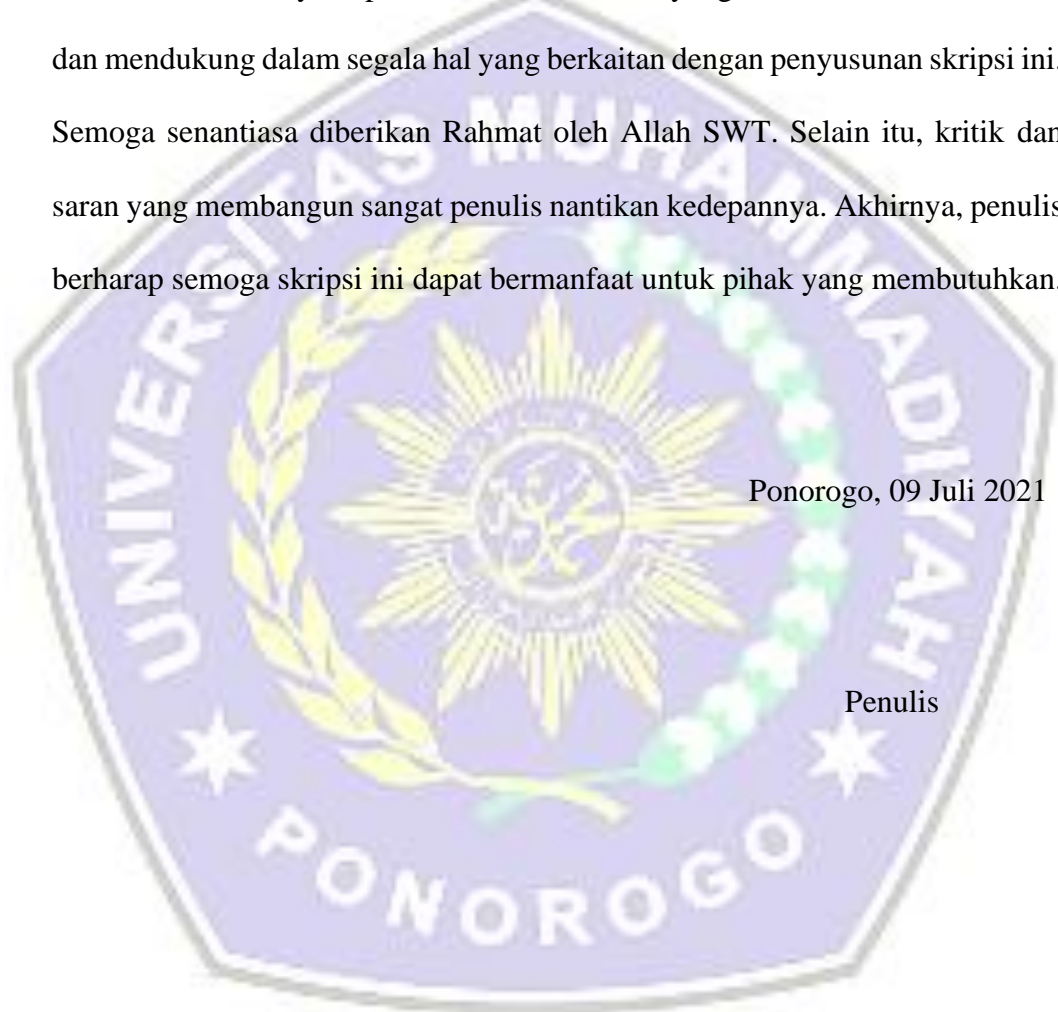 dan mendukung dalam segala hal yang berkaitan dengan penyusunan skripsi ini.
Semoga senantiasa diberikan Rahmat oleh Allah SWT. Selain itu, kritik dan
saran yang membangun sangat penulis nantikan kedepannya. Akhirnya, penulis
berharap semoga skripsi ini dapat bermanfaat untuk pihak yang membutuhkan.
Ponorogo, 09 Juli 2021
Penulis
UNIVERSITAS MUHAMMADIYAH
PONOROGO